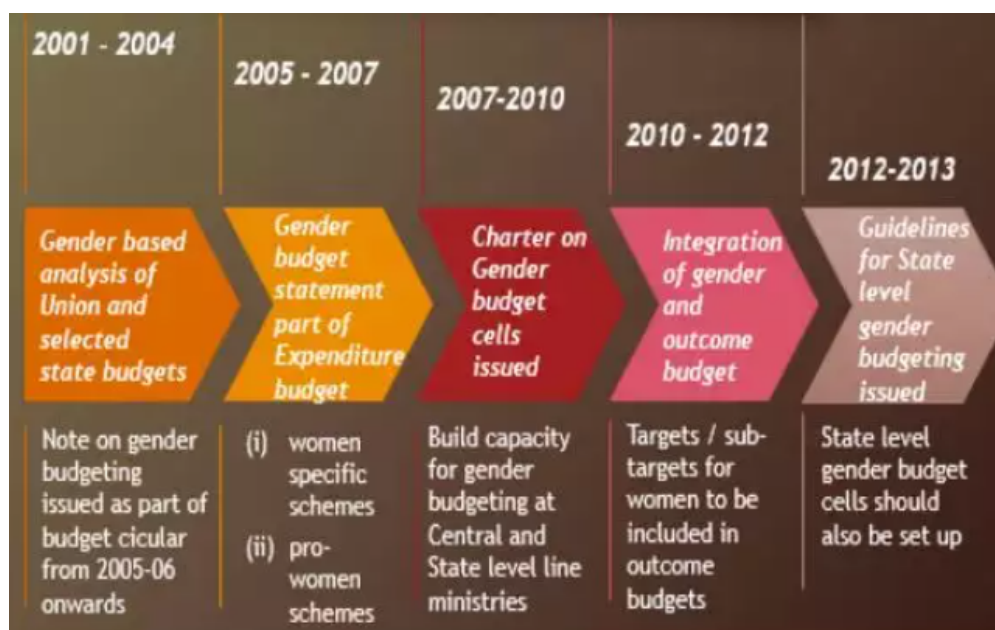 2001 - 2004
2005 - 2007
2007-2010
2010 - 2012
2012-2013
Gender based
analysis of
Union and
selected
state budgets
Gender
budget
statement
part of
Expenditure
budget
Charter on
Gender
budget
cells
issued
Integration
of gender
and
outcome
budget
Guidelines
for State
level
gender
budgeting
issued
Note on gender
budgeting
issued as part of
budget cicular
from 2005-06
onwards
(i) women
specific
schemes
(ii) pro-
women
schemes
Build capacity
for gender
budgeting at
Central and
State level line
ministries
Targets / sub-
targets for
women to be
included in
outcome
budgets
State level
gender budget
cells should
also be set up